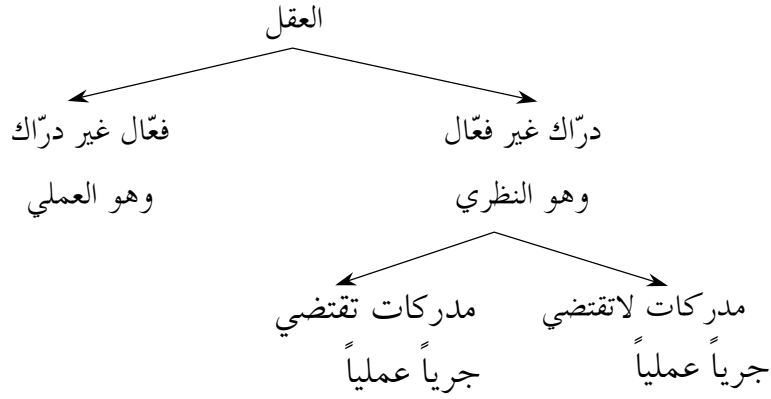 العقل
درّاك غير فعّال
فعّال غير درّاك
وهو النظري
وهو العملي
مدركات لاتقتضي
جرياً عملياً
مدركات تقتضي
جرياً عملياً